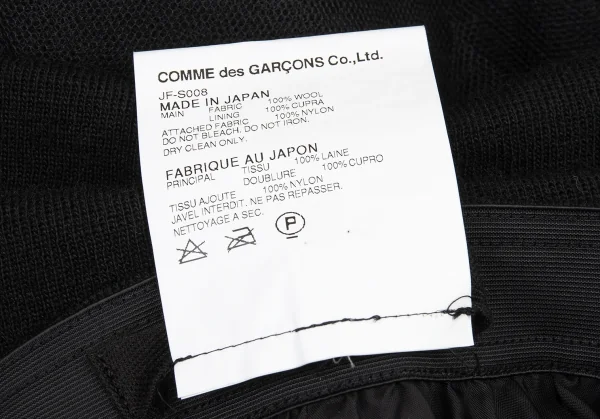 COMME des GARÇONS Co.,Ltd.
JF-S008
MADE IN JAPAN
MAIN FABRIC 100% WOOL
LINING 100% CUPRA
ATTACHED FABRIC 100% NYLON
DO NOT BLEACH. DO NOT IRON.
DRY CLEAN ONLY.
FABRIQUE AU JAPON
PRINCIPAL TISSU 100% LAINE
DOUBLURE 100% CUPRO
TISSU AJOUTE 100% NYLON
JAVEL INTERDIT. NE PAS REPASSER.
NETTOYAGE A SEC.
P